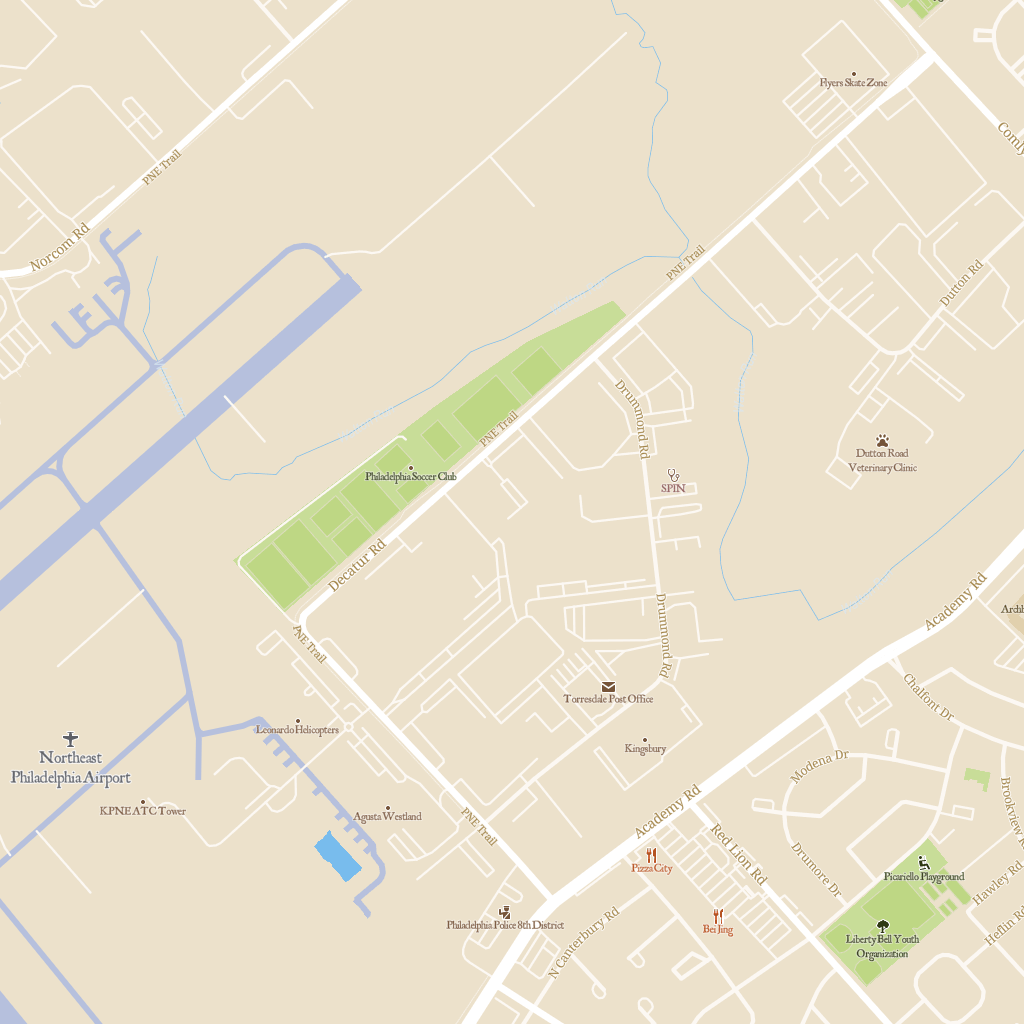 Flyers Skate Zone
Comly
PNE Trail
Norcom Rd
PNE Trail
Dutton Rd
Drummond Rd
PNE Trail
Philadelphia Soccer Club
Dutton Road
Veterinary Clinic
SPIN
Decatur Rd
Academy Rd
Archb
Drummond Rd
PNE Trail
Torresdale Post Office
Chalfont Dr
Leonardo Helicopters
Kingsbury
Northeast
Philadelphia Airport
Modena Dr
Brookview R
KPNE ATC Tower
Agusta Westland
PNE Trail
Academy Rd
Red Lion Rd
Drumore Dr
Pizza City
Picariello Playground
Hawley Rd
Philadelphia Police 8th District
Bei Jing
N Canterbury Rd
Liberty Bell Youth
Organization
Heflin Rd